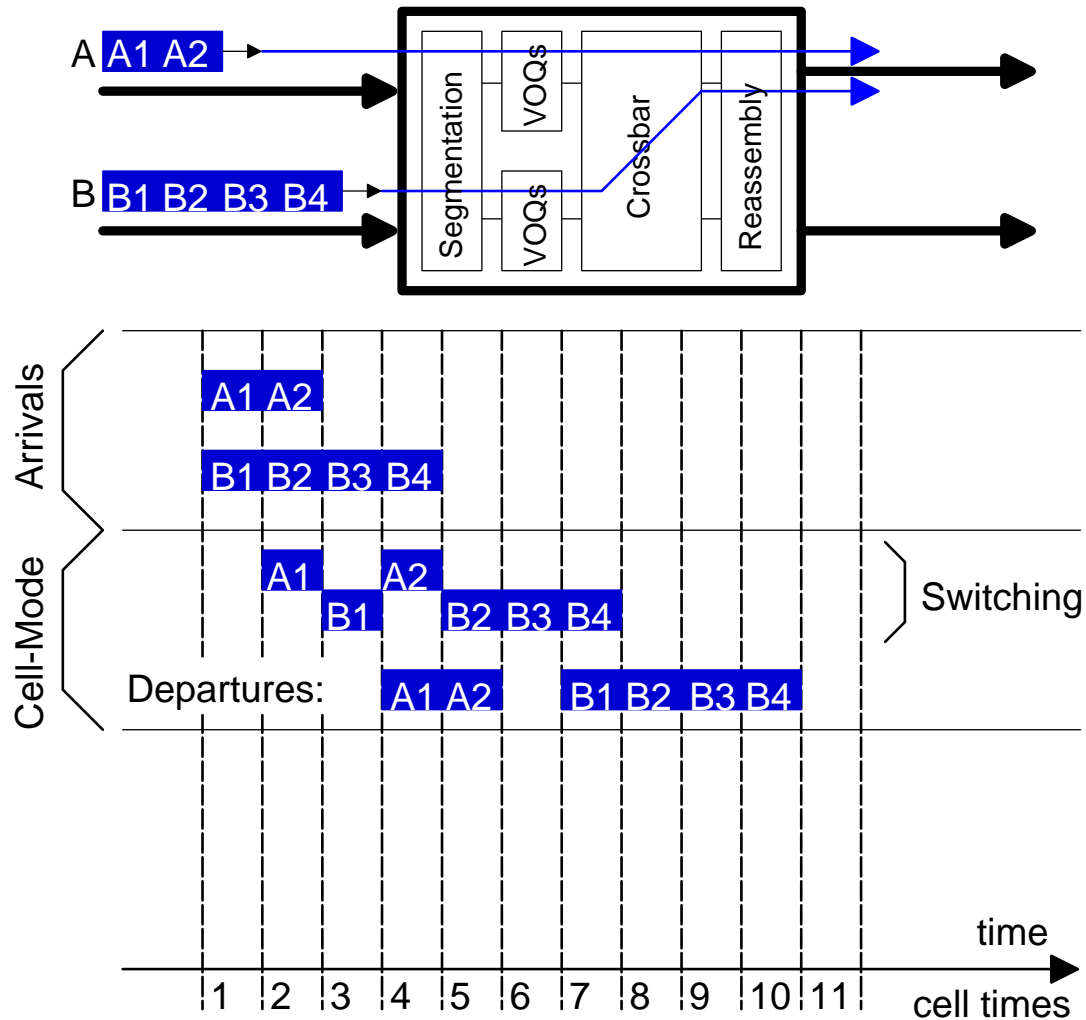 A A1 A2
B B1 B2 B3 B4
Segmentation
VOQs
VOQs
Crossbar
Reassembly
Arrivals
A1 A2
B1 B2 B3 B4
Cell-Mode
A1 A2
B1 B2 B3 B4
Switching
Departures: A1 A2 B1 B2 B3 B4
time
1 2 3 4 5 6 7 8 9 10 11
cell times